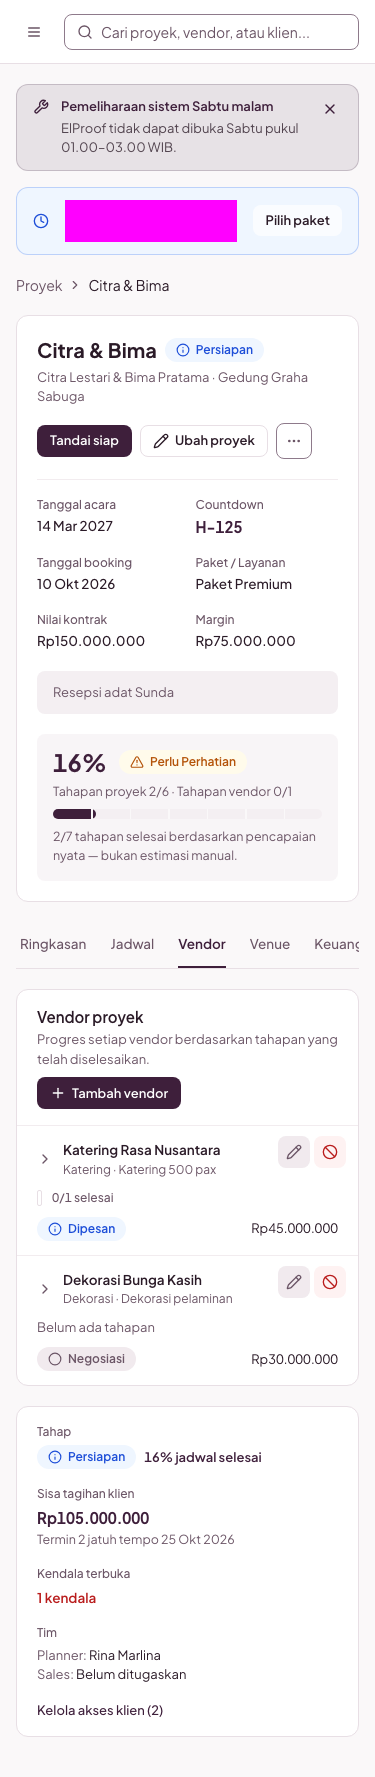 Cari proyek, vendor, atau klien...
Pemeliharaan sistem Sabtu malam
ElProof tidak dapat dibuka Sabtu pukul
01.00–03.00 WIB.
Pilih paket
Proyek
Citra & Bima
Citra & Bima
Persiapan
Citra Lestari & Bima Pratama · Gedung Graha
Sabuga
Tandai siap
Ubah proyek
Tanggal acara
Countdown
14 Mar 2027
H-125
Tanggal booking
Paket / Layanan
10 Okt 2026
Paket Premium
Nilai kontrak
Margin
Rp150.000.000
Rp75.000.000
Resepsi adat Sunda
16%
Perlu Perhatian
Tahapan proyek 2/6 · Tahapan vendor 0/1
2/7 tahapan selesai berdasarkan pencapaian
nyata — bukan estimasi manual.
Ringkasan
Jadwal
Vendor
Venue
Keuang
Vendor proyek
Progres setiap vendor berdasarkan tahapan yang
telah diselesaikan.
Tambah vendor
Katering Rasa Nusantara
Katering · Katering 500 pax
0/1 selesai
Dipesan
Rp45.000.000
Dekorasi Bunga Kasih
Dekorasi · Dekorasi pelaminan
Belum ada tahapan
Negosiasi
Rp30.000.000
Tahap
Persiapan
16% jadwal selesai
Sisa tagihan klien
Rp105.000.000
Termin 2 jatuh tempo 25 Okt 2026
Kendala terbuka
1 kendala
Tim
Planner: Rina Marlina
Sales: Belum ditugaskan
Kelola akses klien (2)